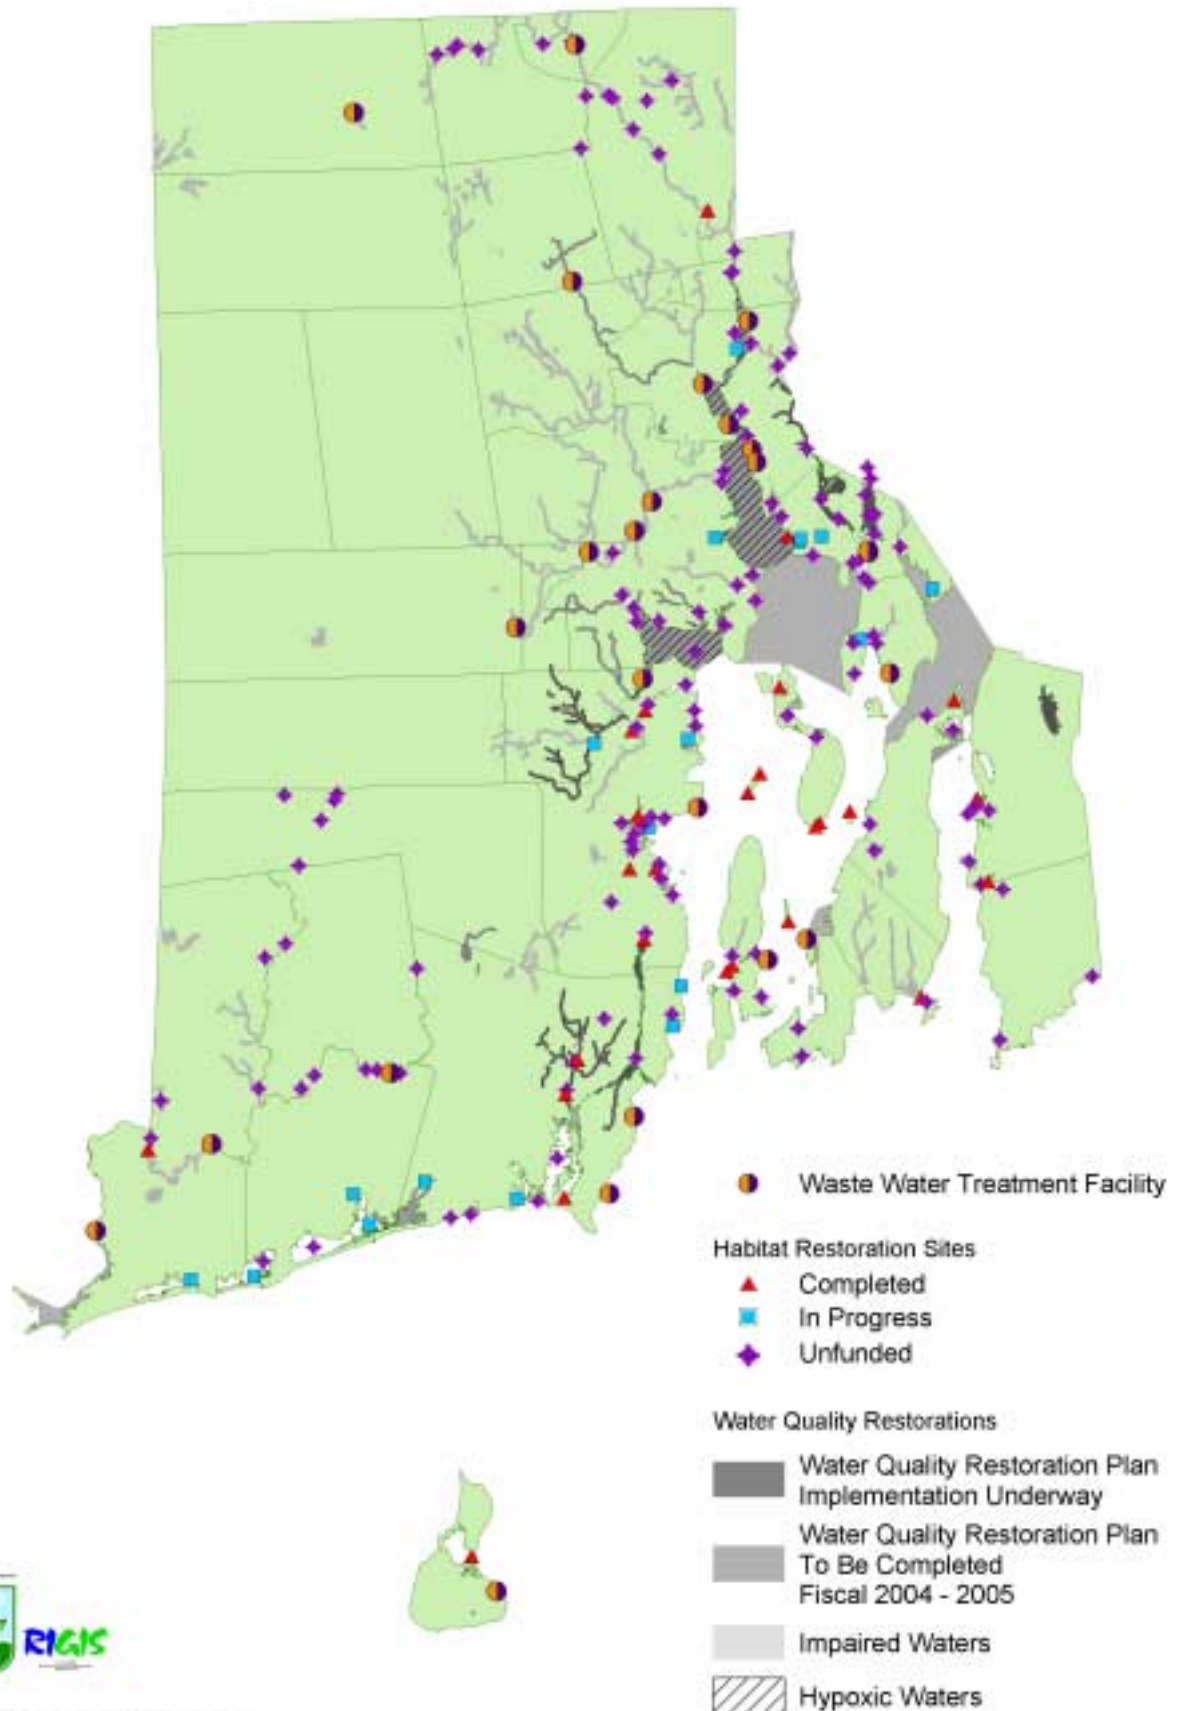 Waste Water Treatment Facility
Habitat Restoration Sites
Completed
In Progress
Unfunded
Water Quality Restorations
Water Quality Restoration Plan
Implementation Underway
Water Quality Restoration Plan
To Be Completed
Fiscal 2004 - 2005
Impaired Waters
Hypoxic Waters
RIGIS